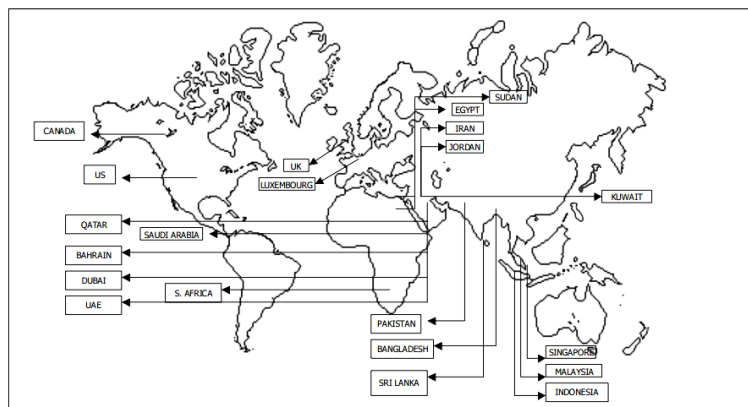 SUDAN
EGYPT
CANADA
IRAN
JORDAN
UK
US
LUXEMBOURG
KUWAIT
QATAR
SAUDI ARABIA
BAHRAIN
DUBAI
S. AFRICA
UAE
PAKISTAN
BANGLADESH
SINGAPORE
MALAYSIA
SRI LANKA
INDONESIA